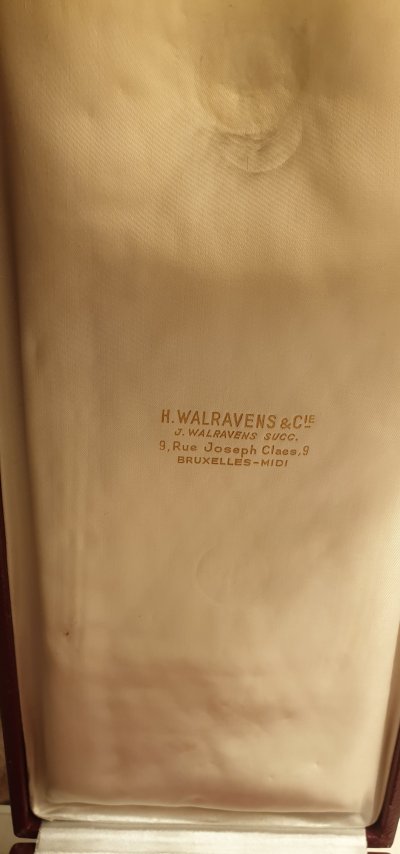 H.WALRAVENS & CIE
J. WALRAVENS SUCC.
9, Rue Joseph Claes, 9
BRUXELLES-MIDI